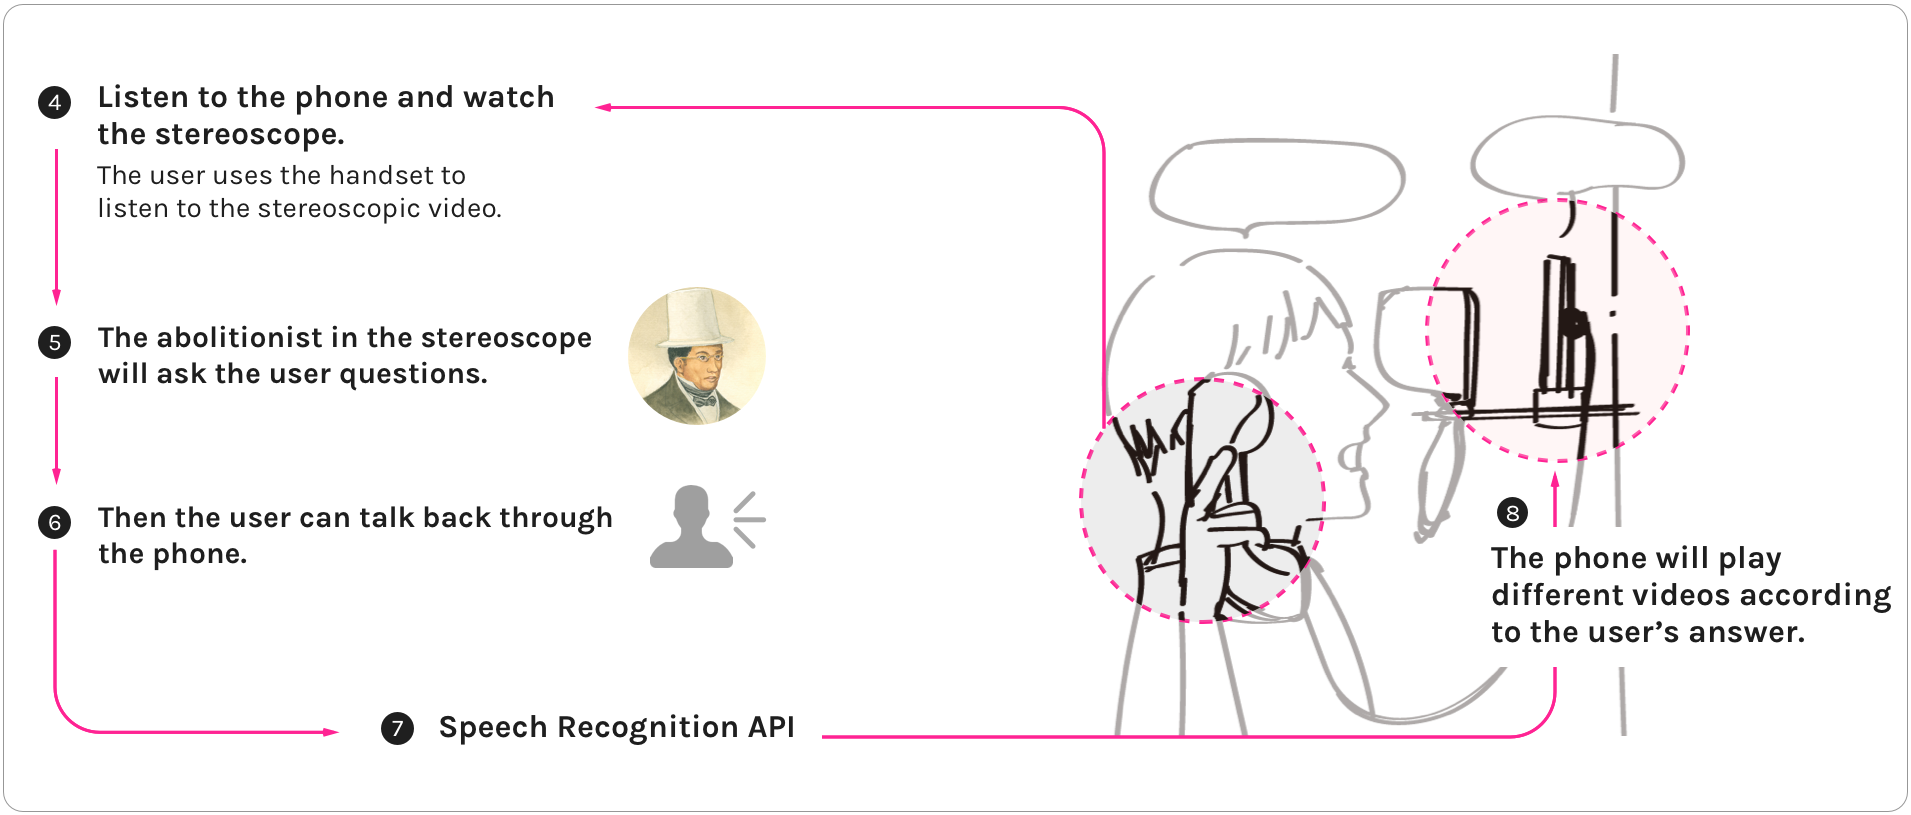 4
Listen to the phone and watch
the stereoscope.
The user uses the handset to
listen to the stereoscopic video.
5
The abolitionist in the stereoscope
will ask the user questions.
6
Then the user can talk back through
the phone.
7
Speech Recognition API
8
The phone will play
different videos according
to the user’s answer.